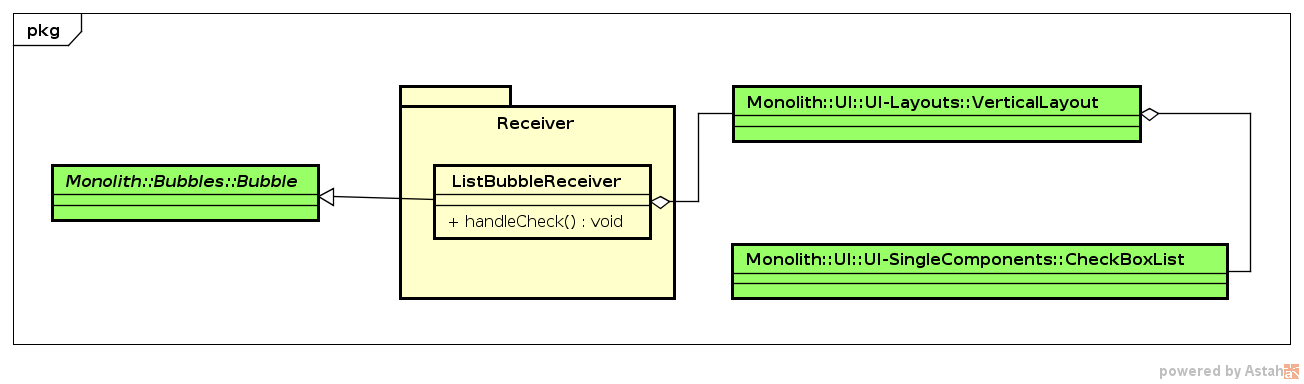 pkg
Monolith::UI::UI-Layouts::VerticalLayout
Receiver
Monolith::Bubbles::Bubble
ListBubbleReceiver
+ handleCheck() : void
Monolith::UI::UI-SingleComponents::CheckBoxList
powered by Astah